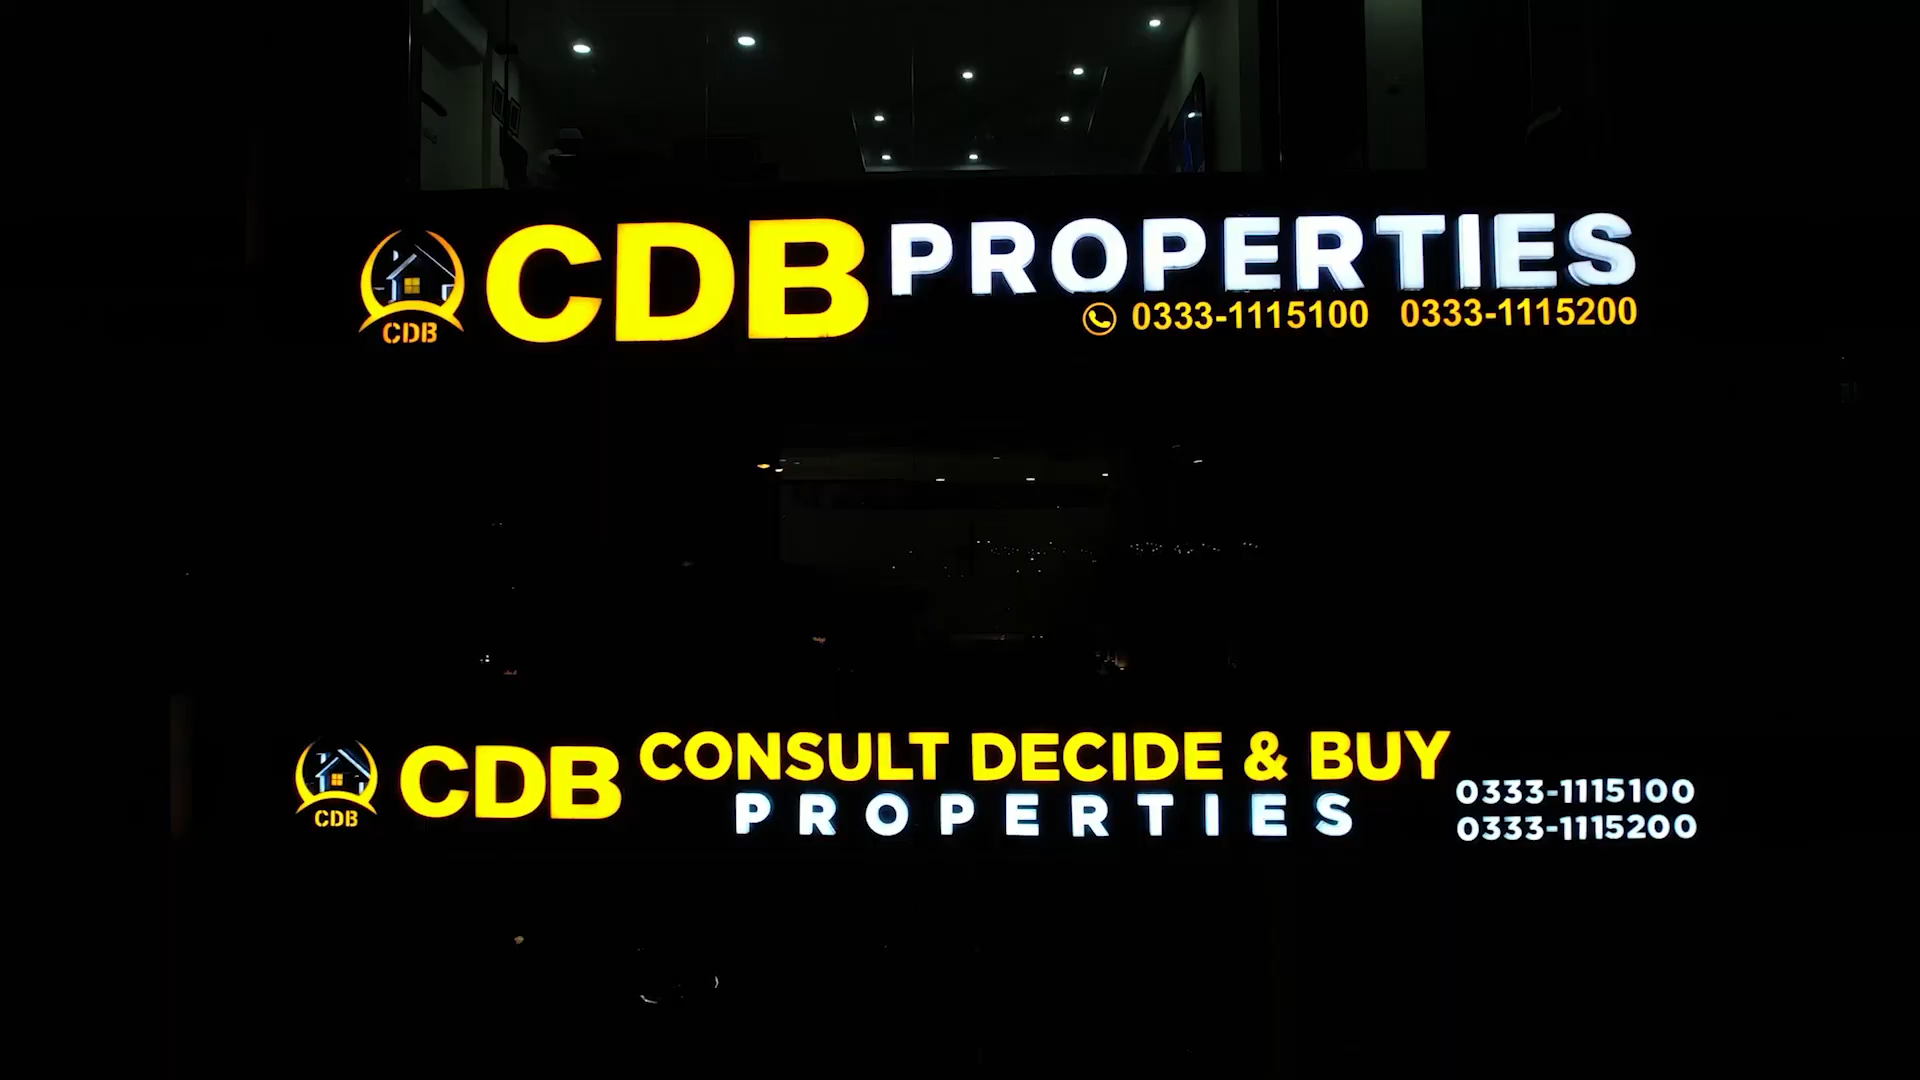 CDB PROPERTIES
CDB
0333-1115100 0333-1115200
CDB CONSULT DECIDE & BUY
PROPERTIES
CDB
0333-1115100
0333-1115200